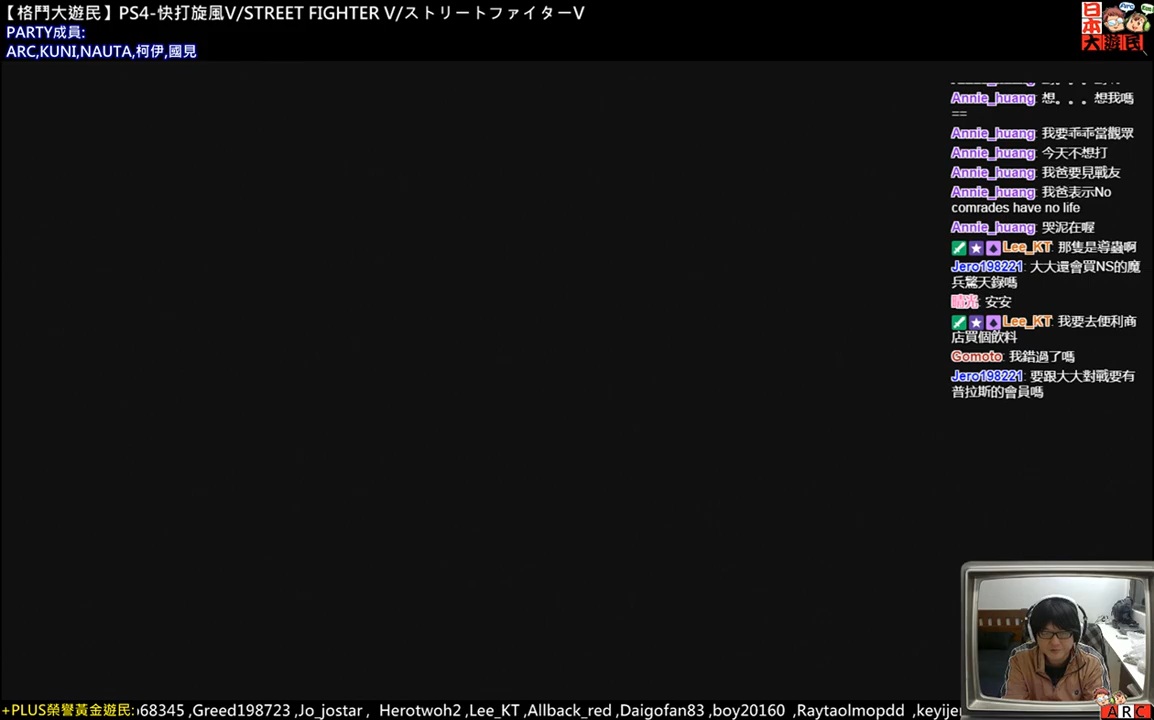 【格鬥大遊民】PS4-快打旋風V/STREET FIGHTER V/ストリートファイターV
PARTY成員:
ARC,KUNI,NAUTA,柯伊,國見
日本
大遊民
Annie_huang: 想。。。想我嗎
==
Annie_huang: 我要乖乖當觀眾
Annie_huang: 今天不想打
Annie_huang: 我爸要見戰友
Annie_huang: 我爸表示No
comrades have no life
Annie_huang: 哭泥在喔
Lee_KT: 那隻是導蟲啊
Jero198221: 大大還會買NS的魔
兵驚天錄嗎
曀光: 安安
Lee_KT: 我要去便利商
店買個飲料
Gomoto: 我錯過了嗎
Jero198221: 要跟大大對戰要有
普拉斯的會員嗎
ARC
+PLUS榮譽黃金遊民:68345 ,Greed198723 ,Jo_jostar , Herotwoh2 ,Lee_KT ,Allback_red ,Daigofan83 ,boy20160 ,Raytaolmopdd ,keyijen